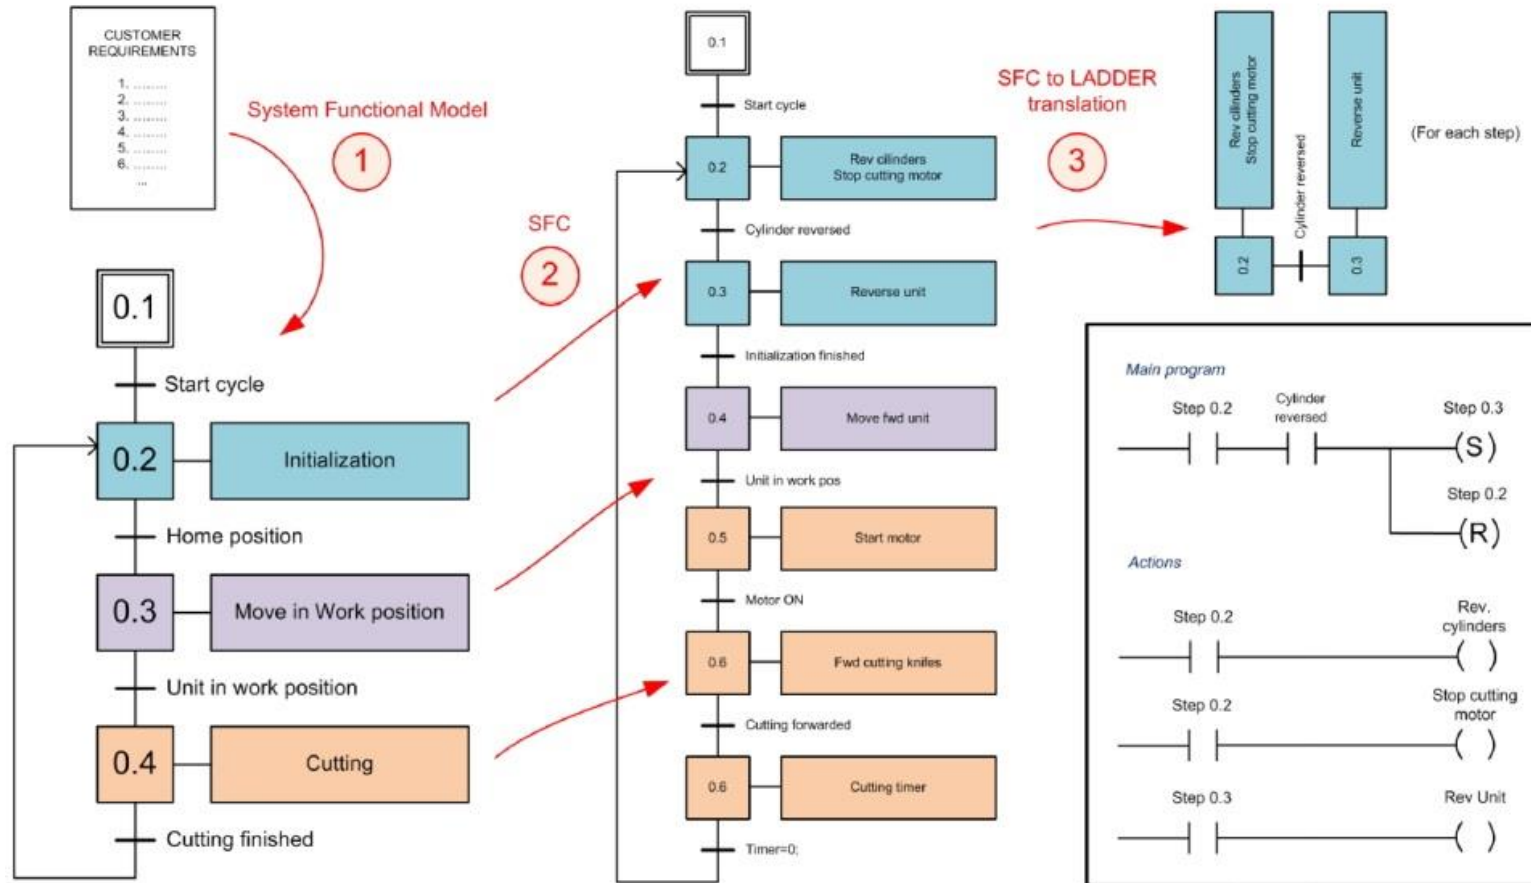 CUSTOMER
REQUIREMENTS
1. .........
2. .........
3. .........
4. .........
5. .........
6. .........
...
System Functional Model
1
0.1
Start cycle
0.2
Initialization
Home position
0.3
Move in Work position
Unit in work position
0.4
Cutting
Cutting finished
SFC
2
0.1
Start cycle
0.2
Rev cilinders
Stop cutting motor
Cylinder reversed
0.3
Reverse unit
Initialization finished
0.4
Move fwd unit
Unit in work pos
0.5
Start motor
Motor ON
0.6
Fwd cutting knifes
Cutting forwarded
0.6
Cutting timer
Timer=0;
SFC to LADDER
translation
3
Rev cilinders
Stop cutting motor
0.2
Cylinder reversed
Reverse unit
0.3
(For each step)
Main program
Step 0.2
Cylinder
reversed
Step 0.3
(S)
Step 0.2
(R)
Actions
Step 0.2
Rev.
cylinders
( )
Step 0.2
Stop cutting
motor
( )
Step 0.3
Rev Unit
( )